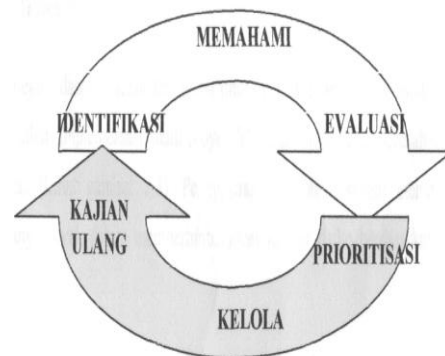 MEMAHAMI
IDENTIFIKASI
EVALUASI
KAJIAN
ULANG
PRIORITISASI
KELOLA